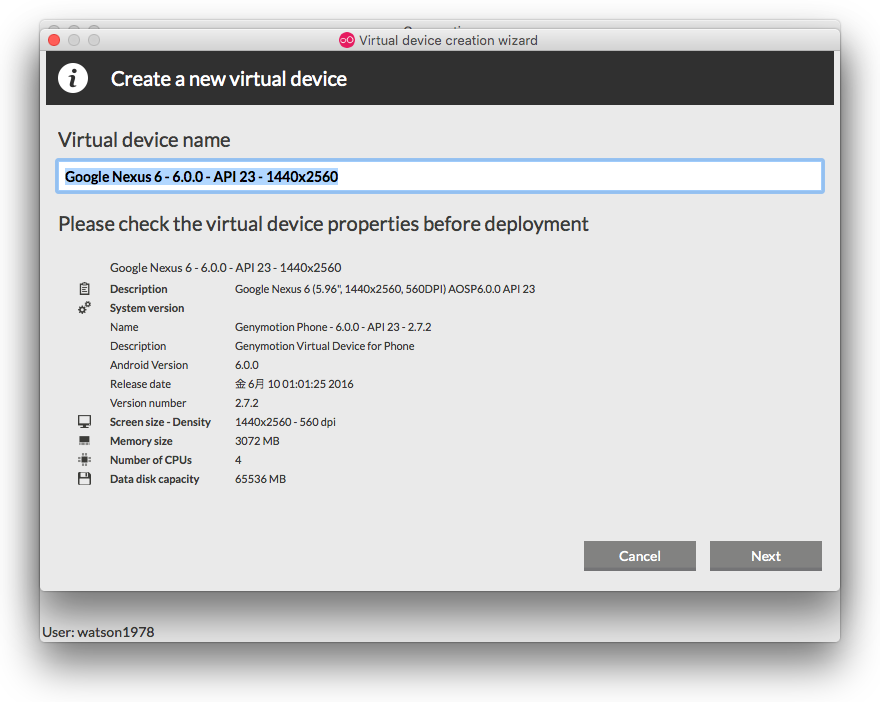 Virtual device creation wizard
Create a new virtual device
Virtual device name
Google Nexus 6 - 6.0.0 - API 23 - 1440x2560
Please check the virtual device properties before deployment
Google Nexus 6 - 6.0.0 - API 23 - 1440x2560
Description Google Nexus 6 (5.96", 1440x2560, 560DPI) AOSP6.0.0 API 23
System version
Name Genymotion Phone - 6.0.0 - API 23 - 2.7.2
Description Genymotion Virtual Device for Phone
Android Version 6.0.0
Release date 金 6月 10 01:01:25 2016
Version number 2.7.2
Screen size - Density 1440x2560 - 560 dpi
Memory size 3072 MB
Number of CPUs 4
Data disk capacity 65536 MB
Cancel Next
User: watson1978